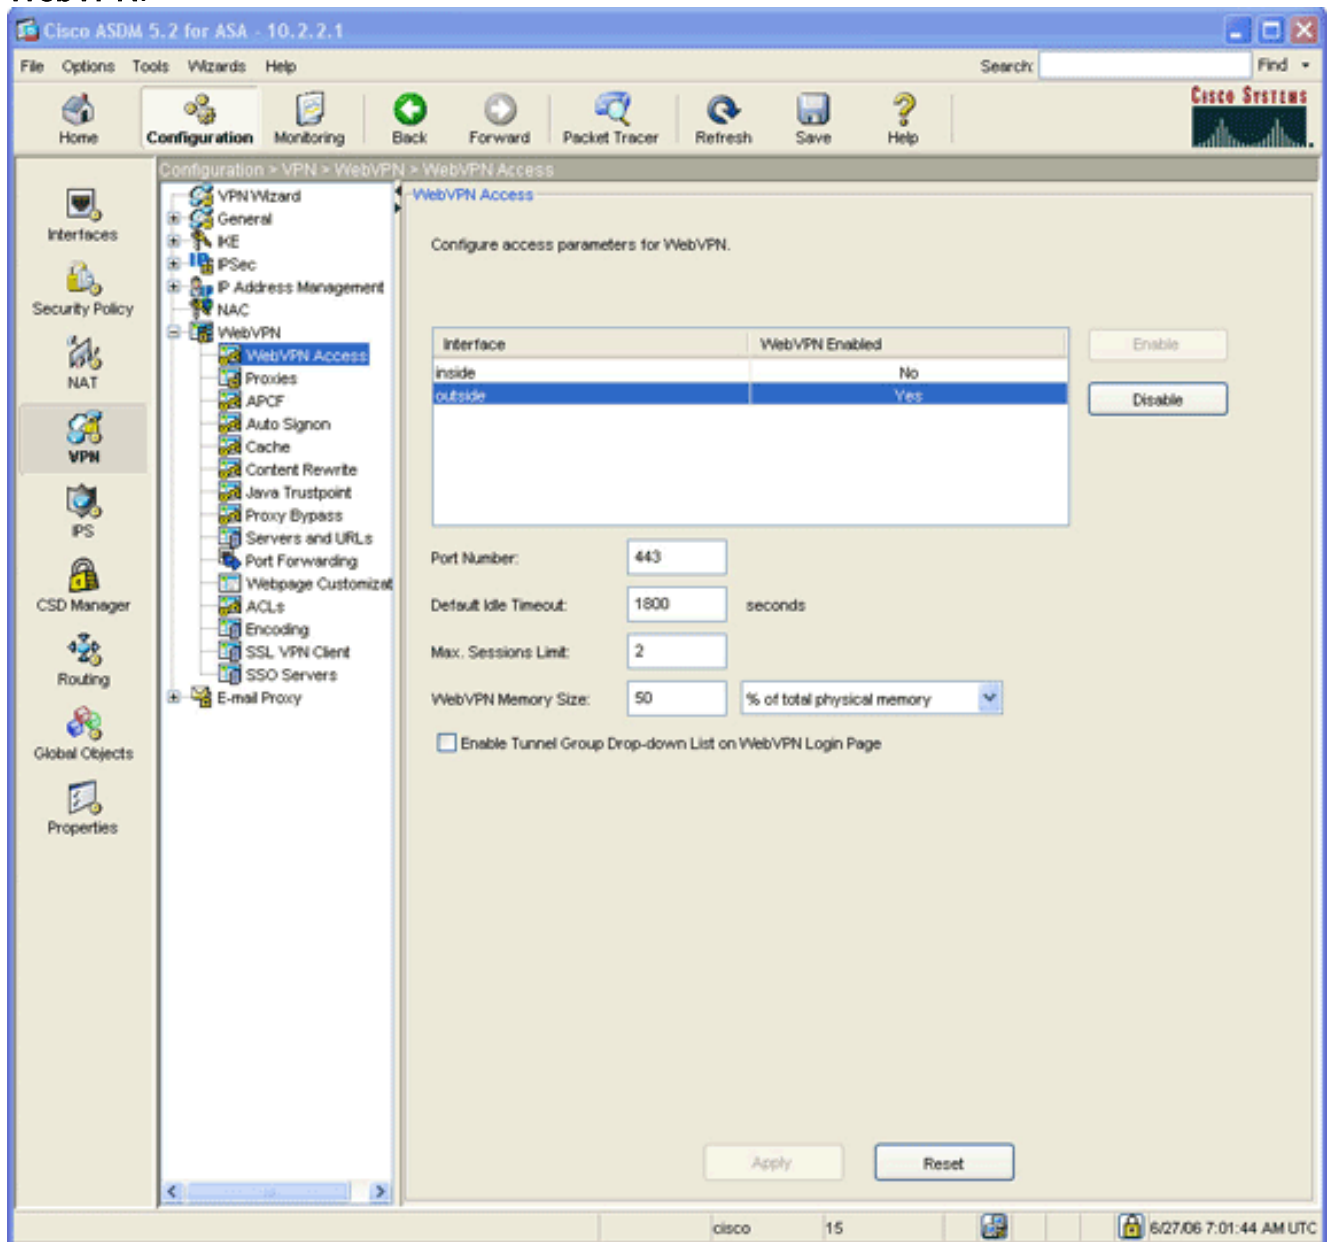 Cisco ASDM 5.2 for ASA - 10.2.2.1
File Options Tools Wizards Help Search: Find
Home Configuration Monitoring Back Forward Packet Tracer Refresh Save Help
CISCO SYSTEMS
Configuration > VPN > WebVPN > WebVPN Access
Interfaces
Security Policy
NAT
VPN
IPS
CSD Manager
Routing
Global Objects
Properties
VPN Wizard
General
IKE
IPSec
IP Address Management
NAC
WebVPN
WebVPN Access
Proxies
APCF
Auto Signon
Cache
Content Rewrite
Java Trustpoint
Proxy Bypass
Servers and URLs
Port Forwarding
Webpage Customizat
ACLs
Encoding
SSL VPN Client
SSO Servers
E-mail Proxy
WebVPN Access
Configure access parameters for WebVPN.
Interface WebVPN Enabled
inside No
outside Yes
Enable
Disable
Port Number: 443
Default Idle Timeout: 1800 seconds
Max. Sessions Limit: 2
WebVPN Memory Size: 50 % of total physical memory
Enable Tunnel Group Drop-down List on WebVPN Login Page
Apply Reset
cisco 15 6/27/06 7:01:44 AM UTC